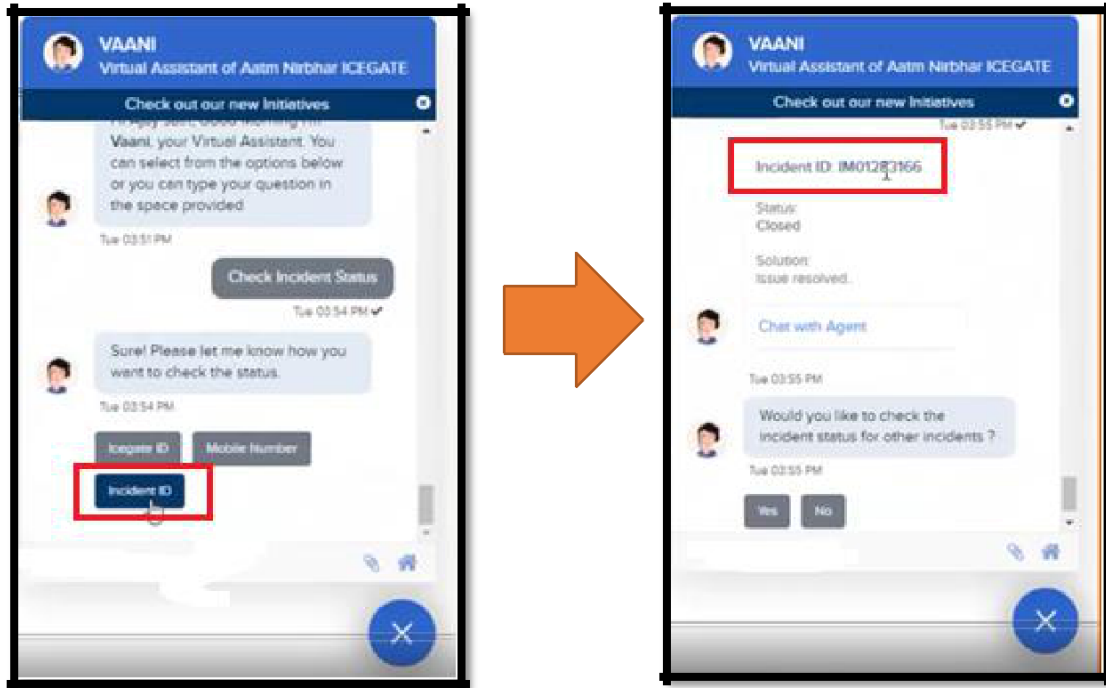 VAANI
Virtual Assistant of Aatm Nirbhar ICEGATE
Check out our new Initiatives
Vaani, your Virtual Assistant. You
can select from the options below
or you can type your question in
the space provided
Tue 03:51 PM
Check Incident Status
Tue 03:54 PM
Sure! Please let me know how you
want to check the status.
Tue 03:54 PM
Icegate ID
Mobile Number
Incident ID
VAANI
Virtual Assistant of Aatm Nirbhar ICEGATE
Check out our new Initiatives
Tue 03:55 PM
Incident ID: IM01283166
Status:
Closed
Solution:
Issue resolved.
Chat with Agent
Tue 03:55 PM
Would you like to check the
incident status for other incidents ?
Tue 03:55 PM
Yes
No